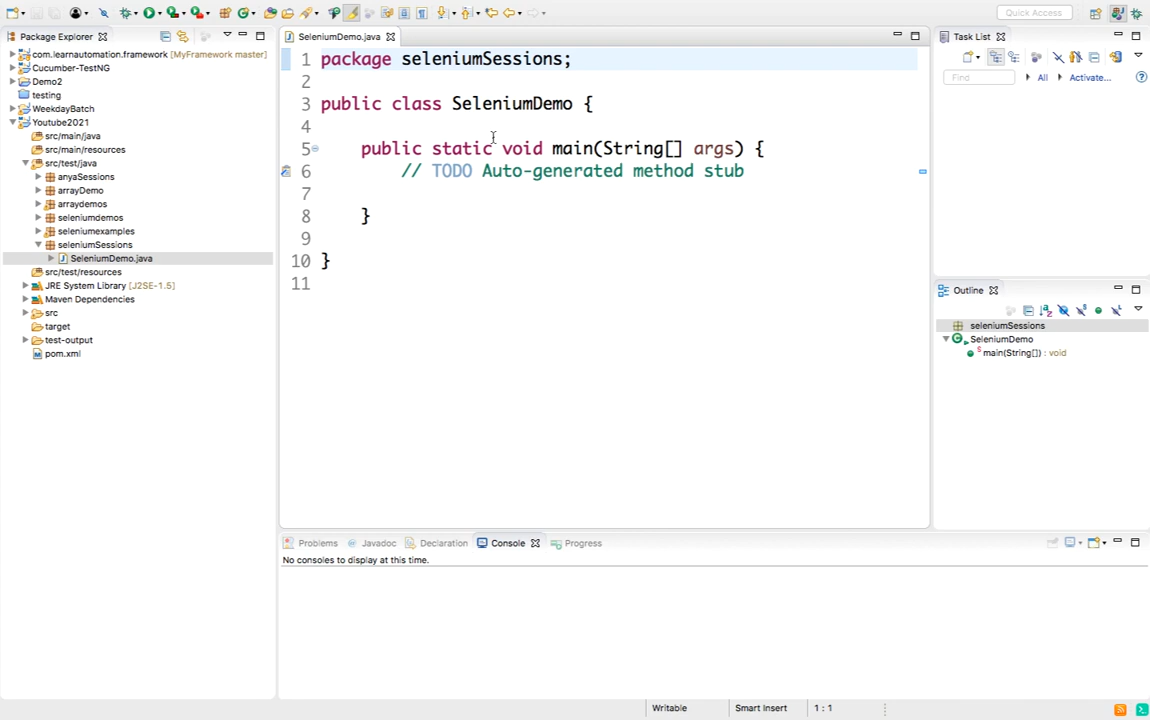 Quick Access
Package Explorer
com.learnautomation.framework [MyFramework master]
Cucumber-TestNG
Demo2
testing
WeekdayBatch
Youtube2021
src/main/java
src/main/resources
src/test/java
anyaSessions
arrayDemo
arraydemos
seleniumdemos
seleniumexamples
seleniumSessions
SeleniumDemo.java
src/test/resources
JRE System Library [J2SE-1.5]
Maven Dependencies
src
target
test-output
pom.xml
SeleniumDemo.java
1 package seleniumSessions;
2
3 public class SeleniumDemo {
4
5 public static void main(String[] args) {
6 // TODO Auto-generated method stub
7
8 }
9
10 }
11
Task List
Find
All
Activate...
Outline
seleniumSessions
SeleniumDemo
main(String[]) : void
Problems
Javadoc
Declaration
Console
Progress
No consoles to display at this time.
Writable
Smart Insert
1 : 1